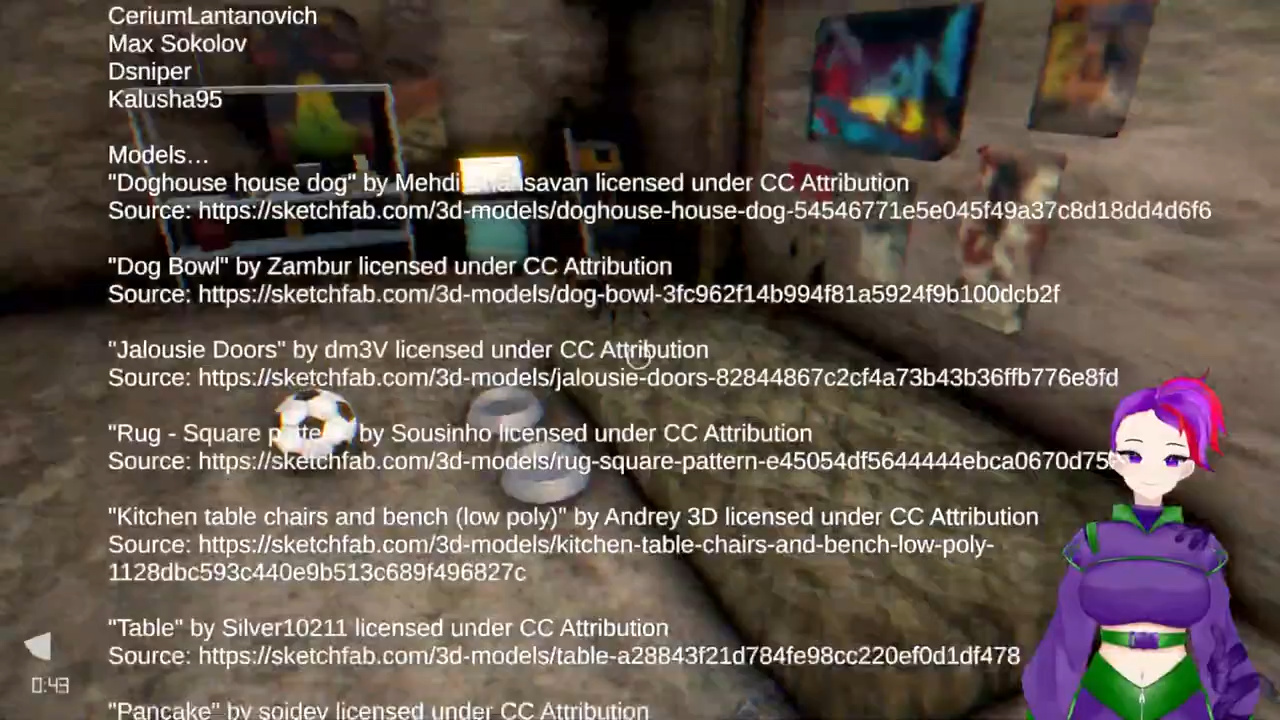 CeriumLantanovich
Max Sokolov
Dsniper
Kalusha95
Models...
"Doghouse house dog" by Mehdi licensed under CC Attribution
Source: https://sketchfab.com/3d-models/doghouse-house-dog-54546771e5e045f49a37c8d18dd4d6f6
"Dog Bowl" by Zambur licensed under CC Attribution
Source: https://sketchfab.com/3d-models/dog-bowl-3fc962f14b994f81a5924f9b100dcb2f
"Jalousie Doors" by dm3V licensed under CC Attribution
Source: https://sketchfab.com/3d-models/jalousie-doors-82844867c2cf4a73b43b36ffb776e8fd
"Rug - Square pattern" by Sousinho licensed under CC Attribution
Source: https://sketchfab.com/3d-models/rug-square-pattern-e45054df5644444ebca0670d75
"Kitchen table chairs and bench (low poly)" by Andrey 3D licensed under CC Attribution
Source: https://sketchfab.com/3d-models/kitchen-table-chairs-and-bench-low-poly-
1128dbc593c440e9b513c689f496827c
"Table" by Silver10211 licensed under CC Attribution
Source: https://sketchfab.com/3d-models/table-a28843f21d784fe98cc220ef0d1df478
"Pancake" by soidev licensed under CC Attribution
0:43